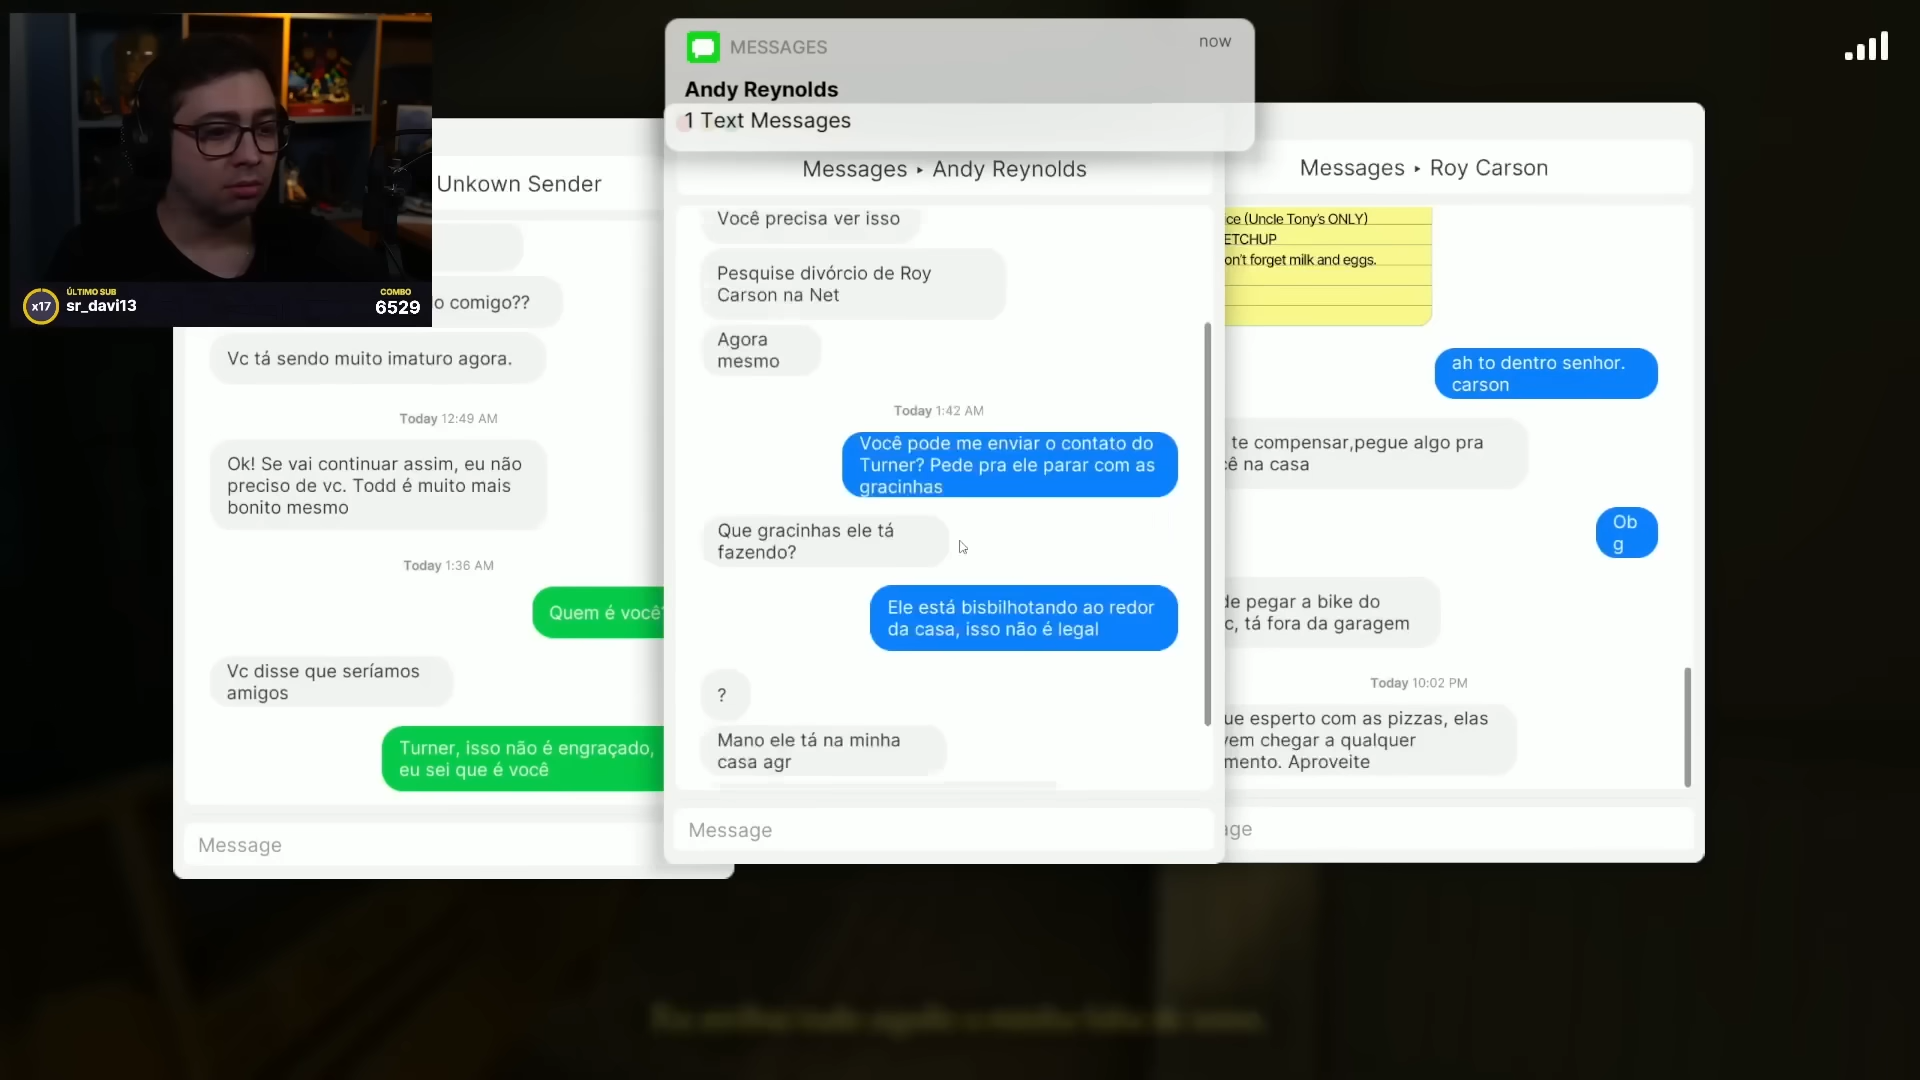 MESSAGES
now
Andy Reynolds
1 Text Messages
ÚLTIMO SUB
x17
sr_davi13
COMBO
6529
Unkown Sender
o comigo??
Vc tá sendo muito imaturo agora.
Today 12:49 AM
Ok! Se vai continuar assim, eu não
preciso de vc. Todd é muito mais
bonito mesmo
Today 1:36 AM
Quem é você?
Vc disse que seríamos
amigos
Turner, isso não é engraçado,
eu sei que é você
Message
Messages ‣ Andy Reynolds
Você precisa ver isso
Pesquise divórcio de Roy
Carson na Net
Agora
mesmo
Today 1:42 AM
Você pode me enviar o contato do
Turner? Pede pra ele parar com as
gracinhas
Que gracinhas ele tá
fazendo?
Ele está bisbilhotando ao redor
da casa, isso não é legal
?
Mano ele tá na minha
casa agr
Message
Messages ‣ Roy Carson
ce (Uncle Tony's ONLY)
ETCHUP
on't forget milk and eggs.
ah to dentro senhor.
carson
te compensar,pegue algo pra
cê na casa
Ob
g
de pegar a bike do
c, tá fora da garagem
Today 10:02 PM
ue esperto com as pizzas, elas
vem chegar a qualquer
mento. Aproveite
age